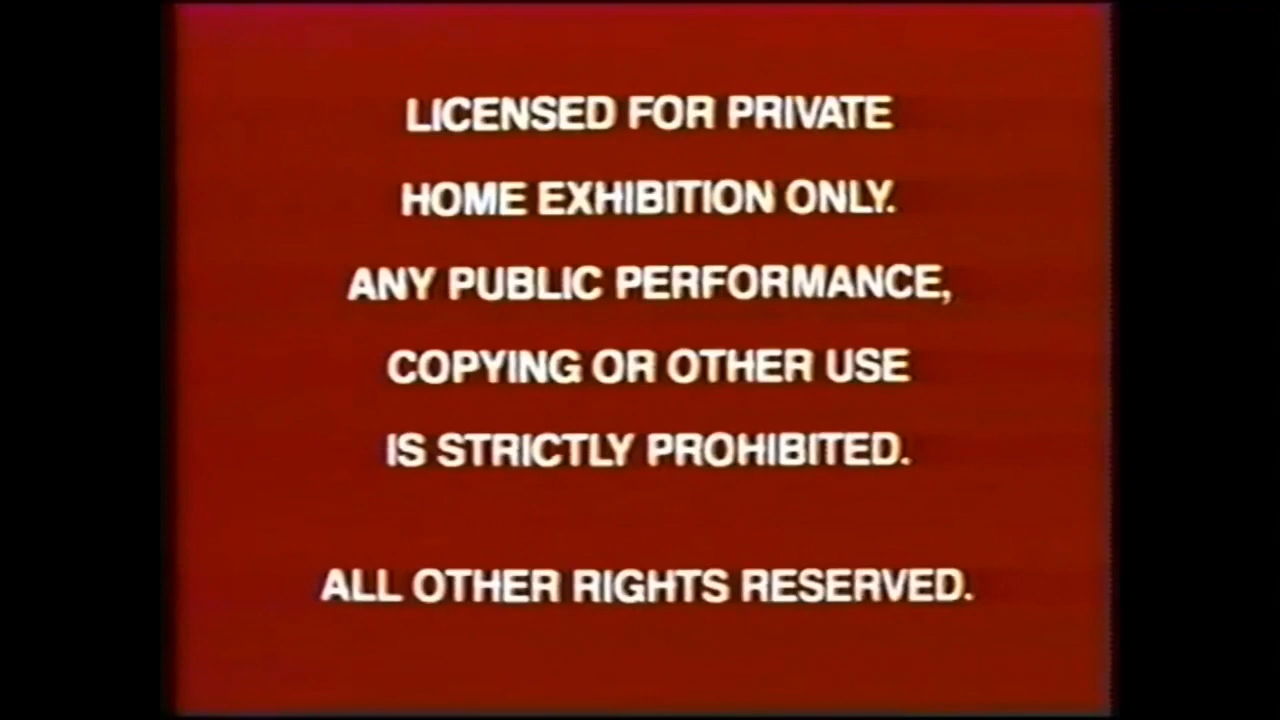 LICENSED FOR PRIVATE
HOME EXHIBITION ONLY.
ANY PUBLIC PERFORMANCE,
COPYING OR OTHER USE
IS STRICTLY PROHIBITED.
ALL OTHER RIGHTS RESERVED.